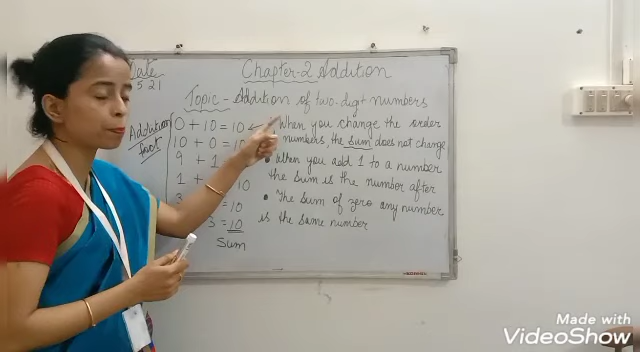 Date
5 21
Chapter-2 Addition
Topic - Addition of two-digit numbers
Addition
fact
0 + 10 = 10
When you change the order
10 + 0 = 10
numbers the sum does not change
9 + 1
• When you add 1 to a number
1 +
10
the sum is the number after
= 10
• The sum of zero any number
3 = 10
is the same number
Sum
Made with
VideoShow